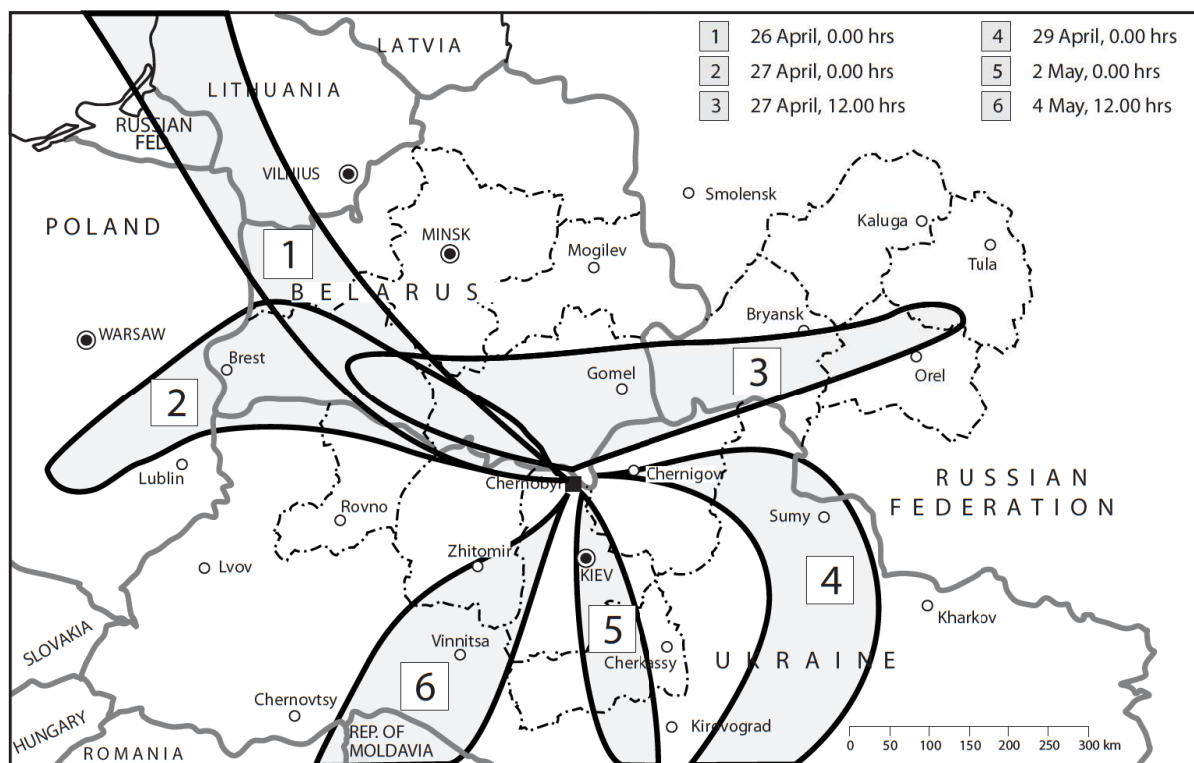 1 26 April, 0.00 hrs
2 27 April, 0.00 hrs
3 27 April, 12.00 hrs
4 29 April, 0.00 hrs
5 2 May, 0.00 hrs
6 4 May, 12.00 hrs
LATVIA
LITHUANIA
RUSSIAN
FED
VILNIUS
Smolensk
POLAND
MINSK
Mogilev
Kaluga
Tula
1
BELARUS
Bryansk
WARSAW
Brest
2
Gomel
3
Orel
Lublin
Chernobyl
Chernigov
RUSSIAN
FEDERATION
Rovno
Sumy
Zhitomir
Lvov
KIEV
4
Kharkov
5
SLOVAKIA
Vinnitsa
Cherkassy
UKRAINE
6
Chernovtsy
HUNGARY
REP. OF
MOLDAVIA
Kirovograd
ROMANIA
0 50 100 150 200 250 300 km